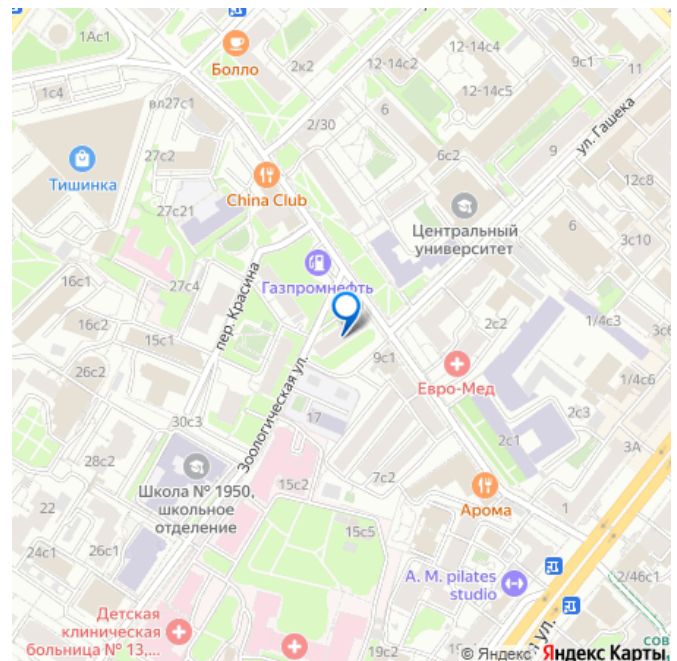 1Ас1
Болло
2к2
12-14с4
12-14с2
9с1
11
1с4
вл27с1
12-14с5
6
2/30
ул. Гашека
27с2
Тишинка
6с2
9
China Club
12с8
27с21
Центральный
университет
6
3с10
пер. Красина
Газпромнефть
16с1
27с4
2с2
1/4с3
3с6
16с2
15с1
9с1
Евро-Мед
26с2
Зоологическая ул.
1/4с6
30с3
17
2с3
2с1
3А
28с2
Школа № 1950,
школьное
отделение
15с2
7с2
Арома
22
1
15с5
24с1
26с1
A. M. pilates
studio
2/46с1
Детская
клиническая
больница № 13,...
ул.
сов
© Яндекс Яндекс Карты